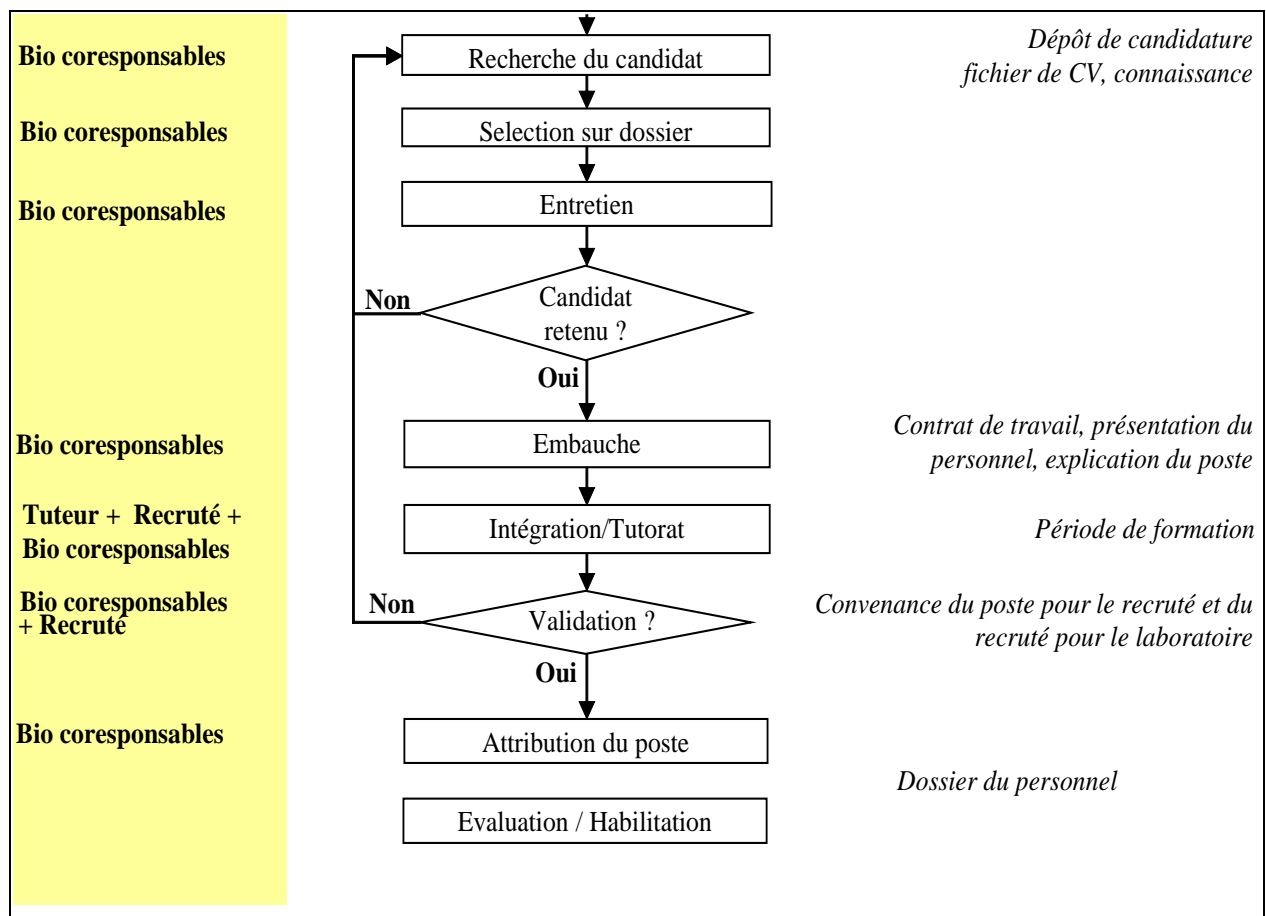 Bio coresponsables
Recherche du candidat
Dépôt de candidature
fichier de CV, connaissance
Bio coresponsables
Selection sur dossier
Bio coresponsables
Entretien
Non
Candidat
retenu ?
Oui
Bio coresponsables
Embauche
Contrat de travail, présentation du
personnel, explication du poste
Tuteur + Recruté +
Bio coresponsables
Intégration/Tutorat
Période de formation
Bio coresponsables
+ Recruté
Non
Validation ?
Convenance du poste pour le recruté et du
recruté pour le laboratoire
Oui
Bio coresponsables
Attribution du poste
Dossier du personnel
Evaluation / Habilitation